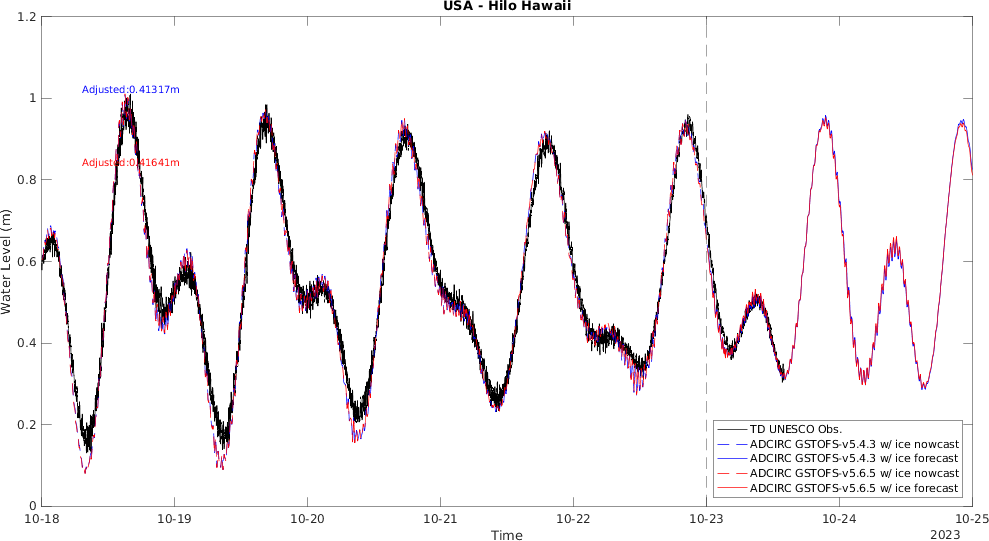 USA - Hilo Hawaii
1.2
1
0.8
0.6
0.4
0.2
0
Water Level (m)
Adjusted:0.41317m
Adjusted:0.41641m
TD UNESCO Obs.
ADCIRC GSTOFS-v5.4.3 w/ ice nowcast
ADCIRC GSTOFS-v5.4.3 w/ ice forecast
ADCIRC GSTOFS-v5.6.5 w/ ice nowcast
ADCIRC GSTOFS-v5.6.5 w/ ice forecast
10-18 10-19 10-20 10-21 10-22 10-23 10-24 10-25
Time
2023